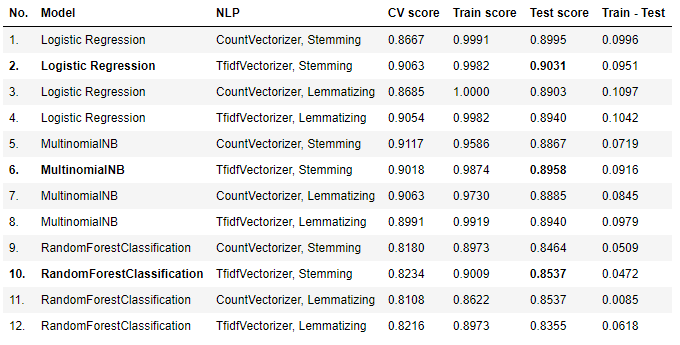 No. Model NLP CV score Train score Test score Train - Test
1. Logistic Regression CountVectorizer, Stemming 0.8667 0.9991 0.8995 0.0996
2. Logistic Regression TfidfVectorizer, Stemming 0.9063 0.9982 0.9031 0.0951
3. Logistic Regression CountVectorizer, Lemmatizing 0.8685 1.0000 0.8903 0.1097
4. Logistic Regression TfidfVectorizer, Lemmatizing 0.9054 0.9982 0.8940 0.1042
5. MultinomialNB CountVectorizer, Stemming 0.9117 0.9586 0.8867 0.0719
6. MultinomialNB TfidfVectorizer, Stemming 0.9018 0.9874 0.8958 0.0916
7. MultinomialNB CountVectorizer, Lemmatizing 0.9063 0.9730 0.8885 0.0845
8. MultinomialNB TfidfVectorizer, Lemmatizing 0.8991 0.9919 0.8940 0.0979
9. RandomForestClassification CountVectorizer, Stemming 0.8180 0.8973 0.8464 0.0509
10. RandomForestClassification TfidfVectorizer, Stemming 0.8234 0.9009 0.8537 0.0472
11. RandomForestClassification CountVectorizer, Lemmatizing 0.8108 0.8622 0.8537 0.0085
12. RandomForestClassification TfidfVectorizer, Lemmatizing 0.8216 0.8973 0.8355 0.0618